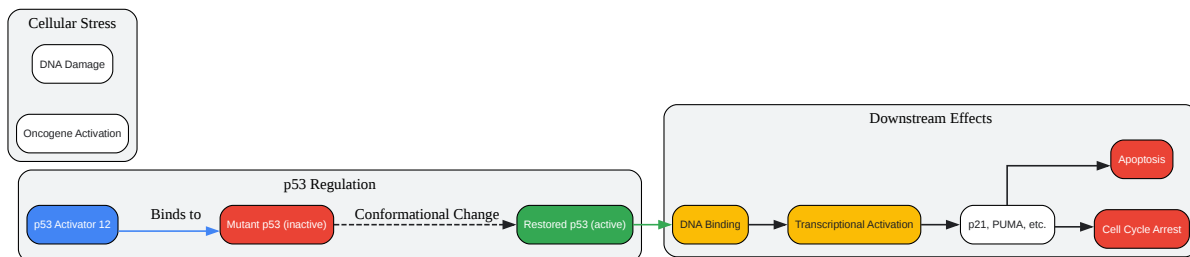 Cellular Stress
DNA Damage
Oncogene Activation
p53 Regulation
p53 Activator 12
Binds to
Mutant p53 (inactive)
Conformational Change
Restored p53 (active)
Downstream Effects
DNA Binding
Transcriptional Activation
p21, PUMA, etc.
Apoptosis
Cell Cycle Arrest